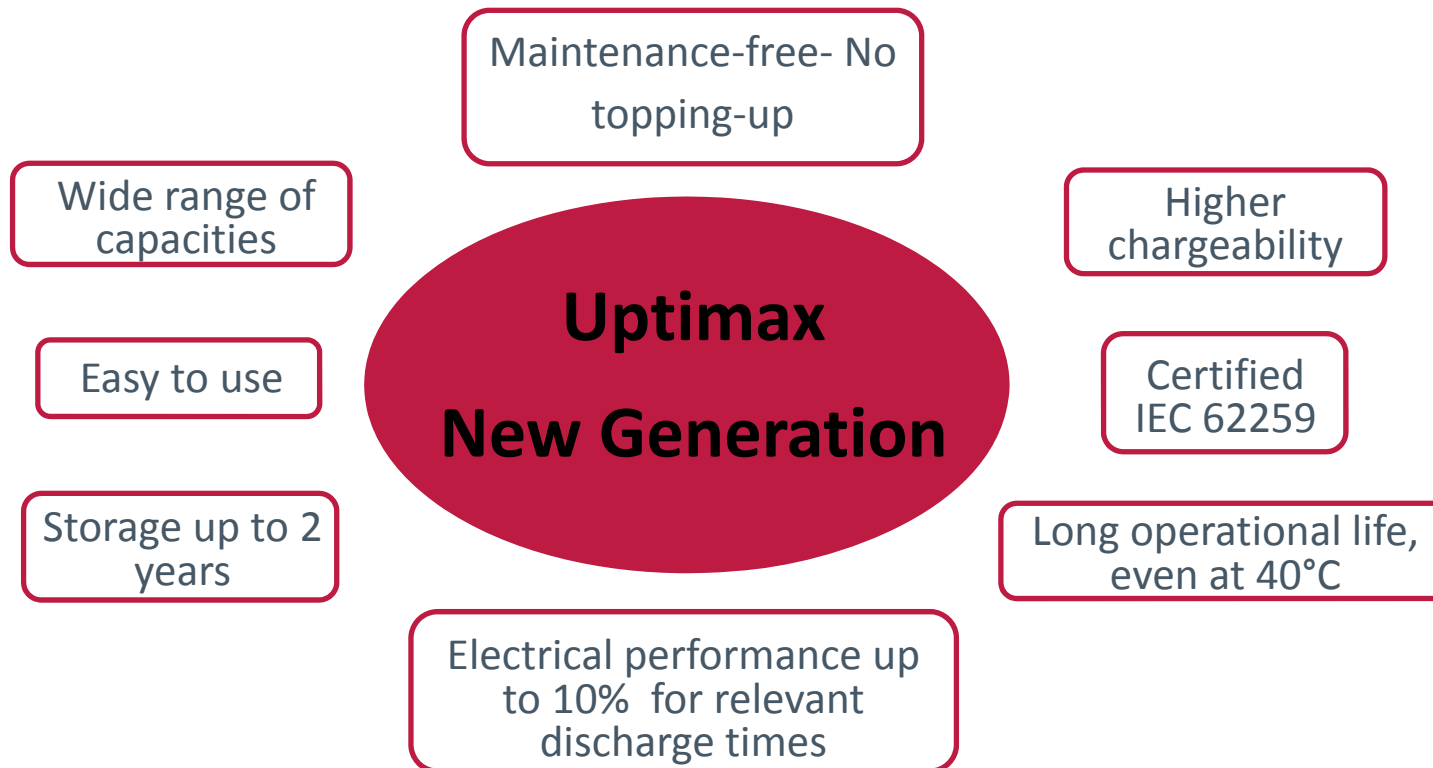 Maintenance-free- No
topping-up
Wide range of
capacities
Higher
chargeability
Uptimax
New Generation
Easy to use
Certified
IEC 62259
Storage up to 2
years
Long operational life,
even at 40°C
Electrical performance up
to 10%  for relevant
discharge times